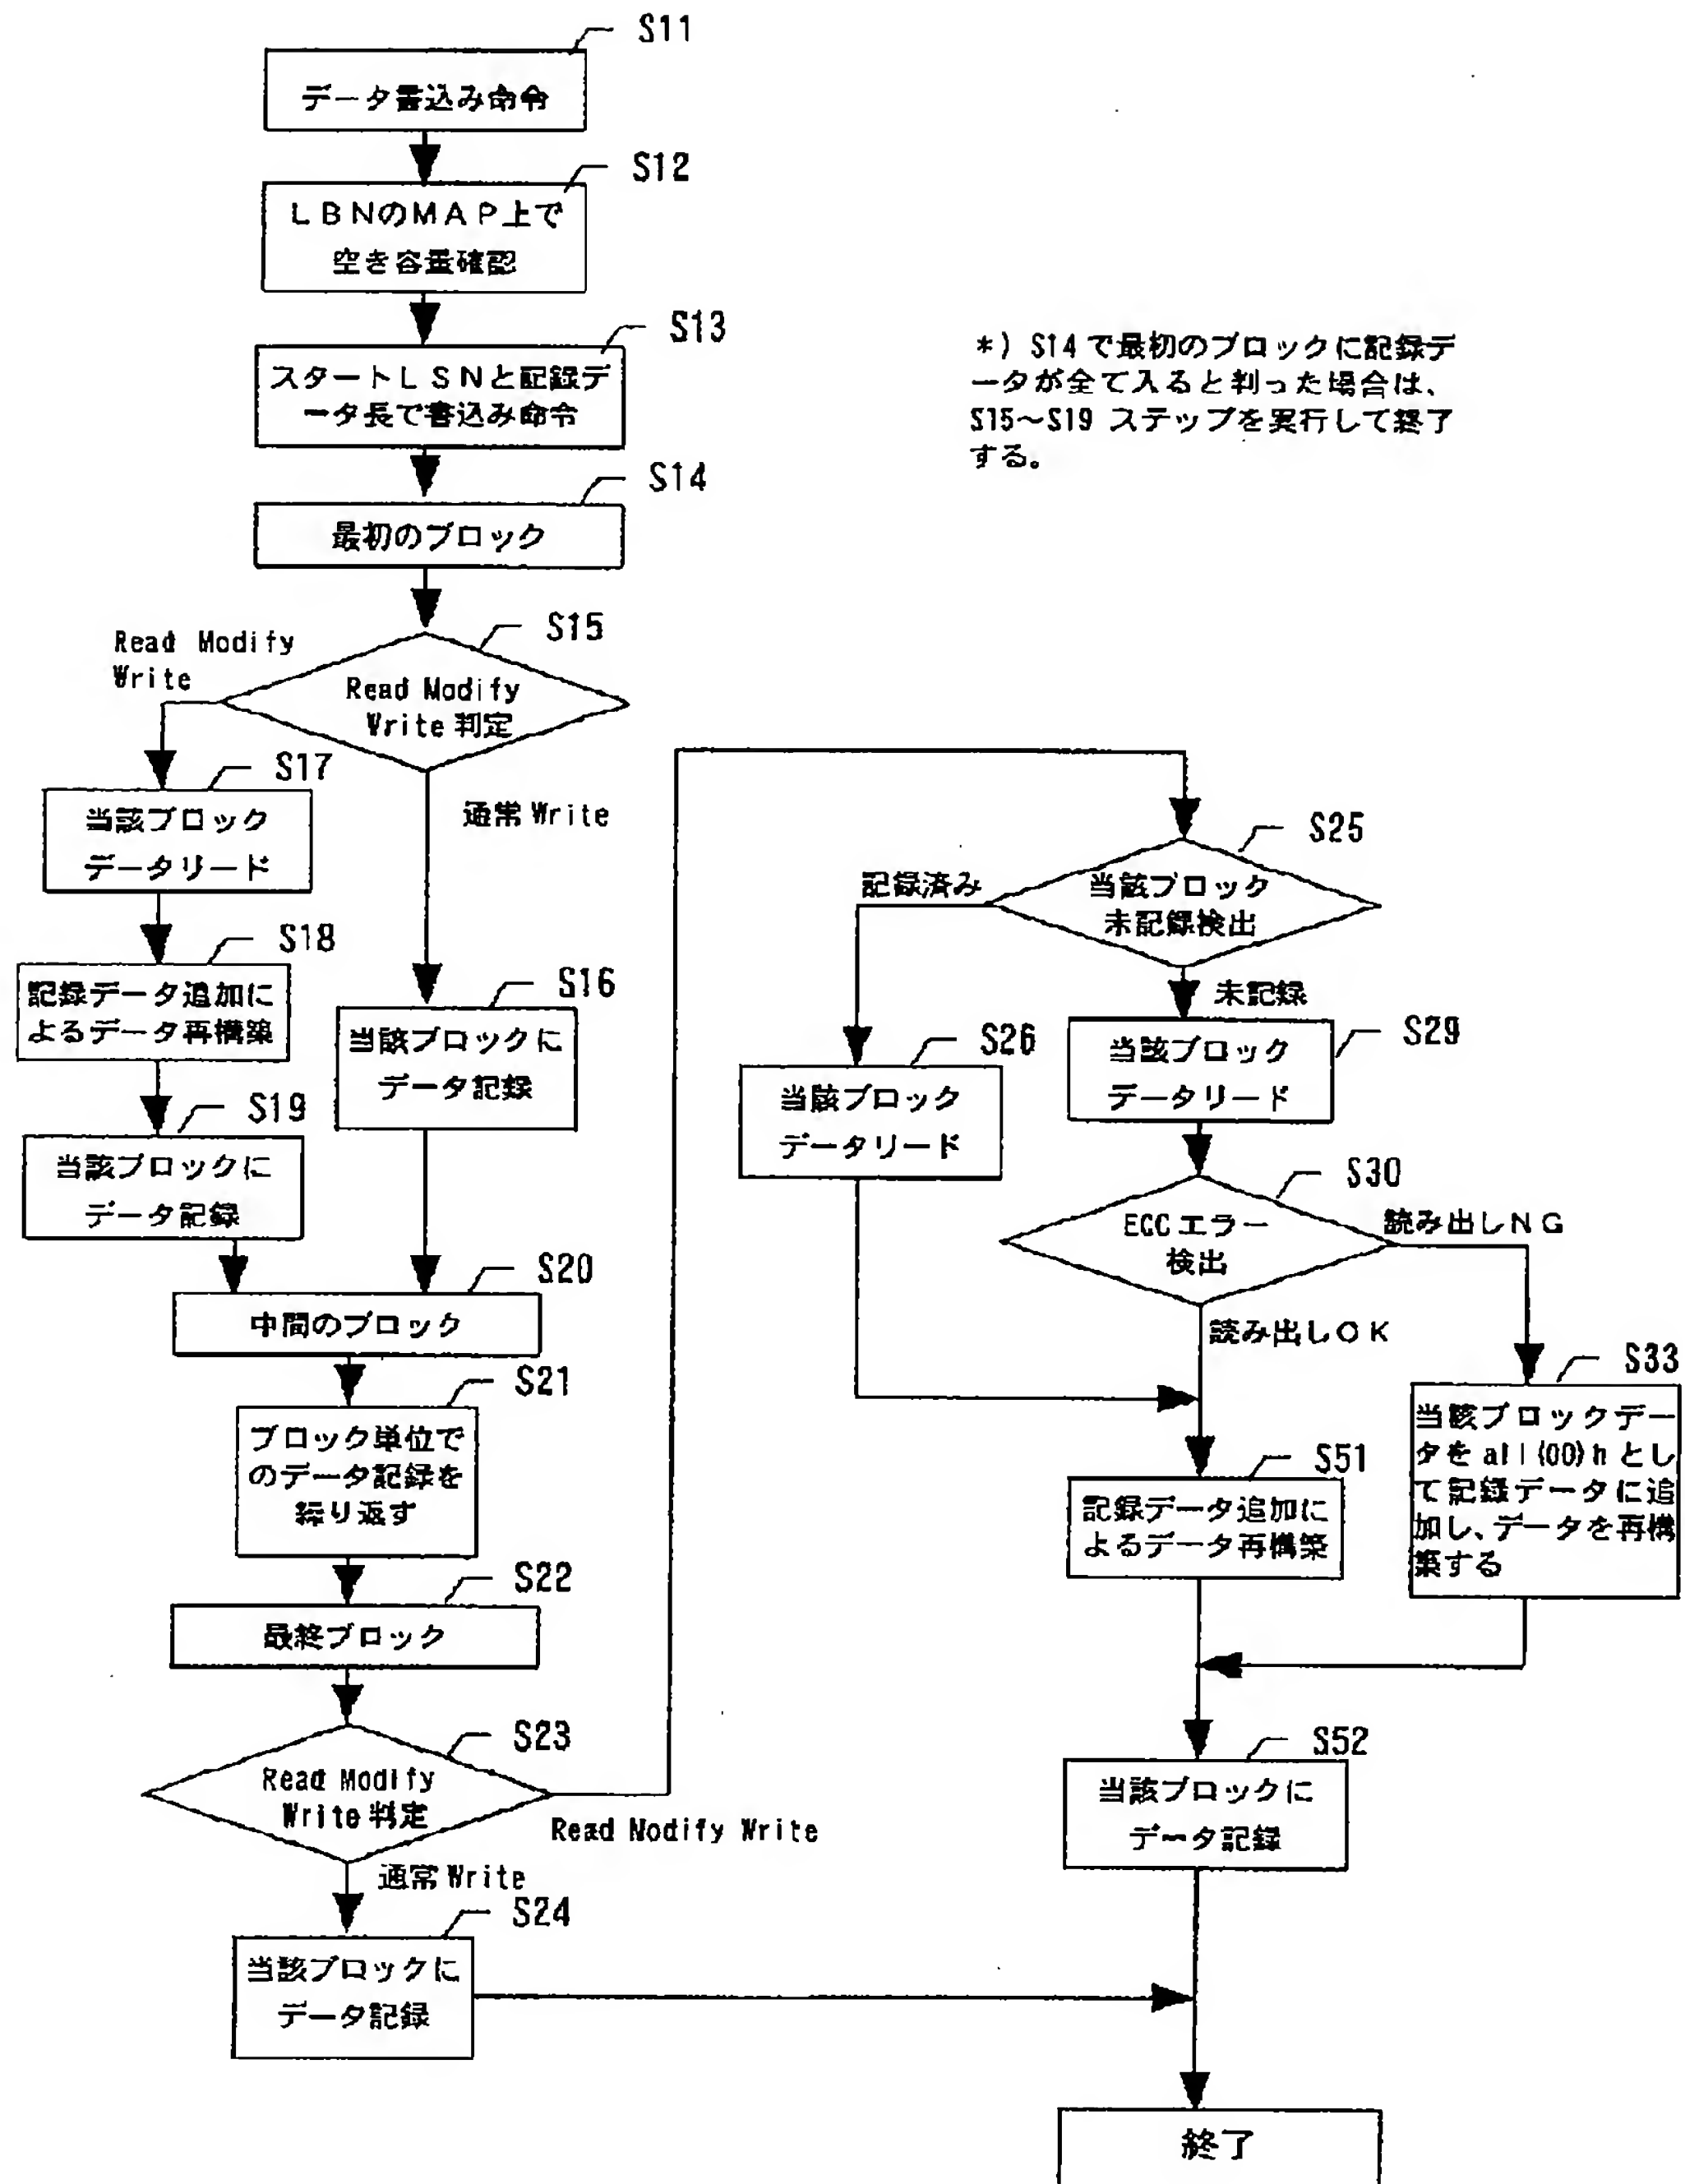 S11
データ書込み命令
S12
LBNのMAP上で
空き容量確認
S13
スタートLSNと記録デ
ータ長で書込み命令
*) S14で最初のブロックに記録デ
ータが全て入ると判った場合は、
S15~S19 ステップを実行して終了
する。
S14
最初のブロック
S15
Read Modify
Write
Read Modify
Write 判定
S17
当該ブロック
データリード
通常 Write
S18
記録データ追加に
よるデータ再構築
S16
当該ブロックに
データ記録
S19
当該ブロックに
データ記録
S20
中間のブロック
S21
ブロック単位で
のデータ記録を
繰り返す
S22
最終ブロック
S23
Read Modify
Write 判定
Read Modify Write
通常 Write
S24
当該ブロックに
データ記録
S25
当該ブロック
未記録検出
記録済み
未記録
S26
当該ブロック
データリード
S29
当該ブロック
データリード
S30
ECC エラー
検出
読み出しNG
読み出しOK
S33
当該ブロックデー
タを all (00) h とし
て記録データに追
加し、データを再構
築する
S51
記録データ追加に
よるデータ再構築
S52
当該ブロックに
データ記録
終了